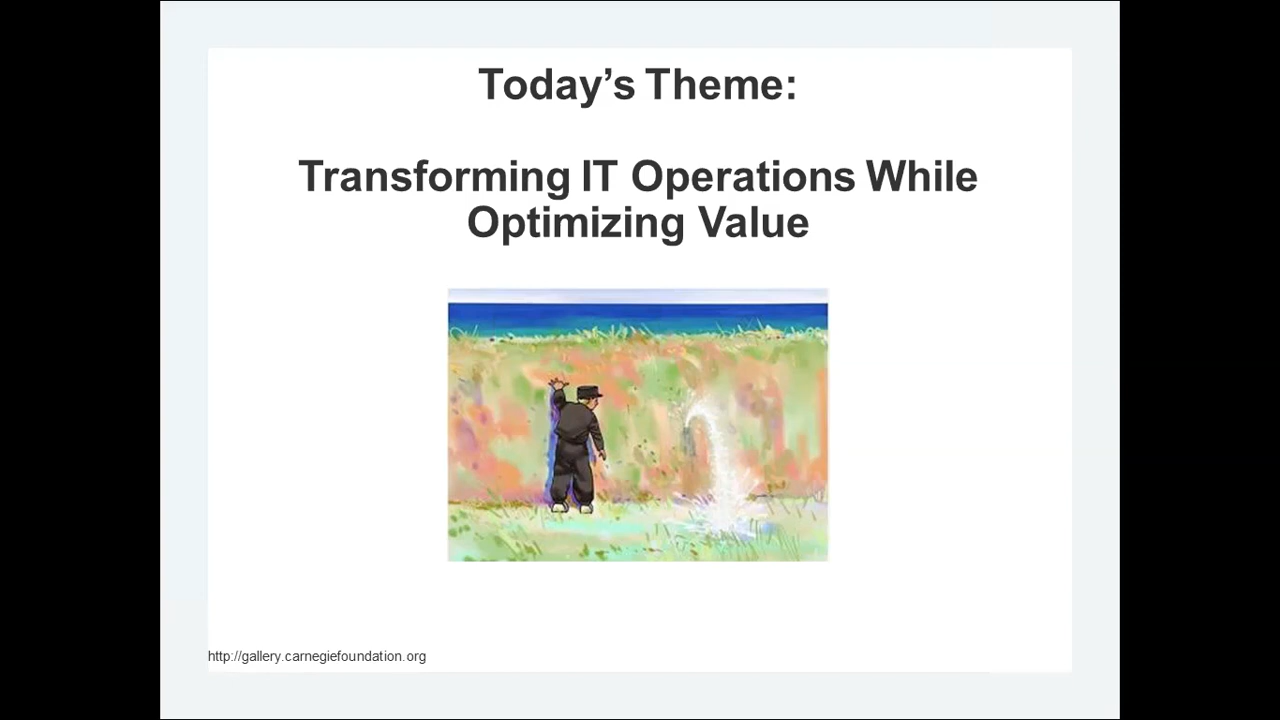 Today’s Theme:
Transforming IT Operations While
Optimizing Value
http://gallery.carnegiefoundation.org